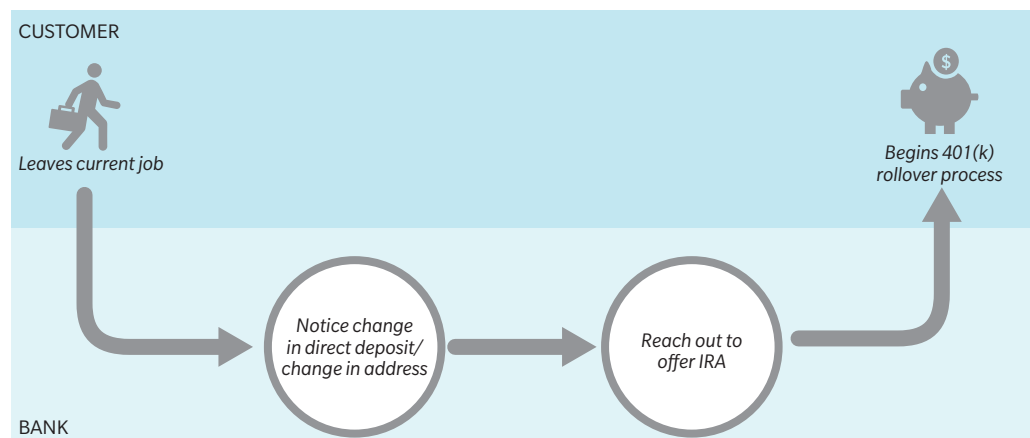 CUSTOMER
$
Leaves current job
Begins 401(k)
rollover process
Notice change
in direct deposit/
change in address
Reach out to
offer IRA
BANK